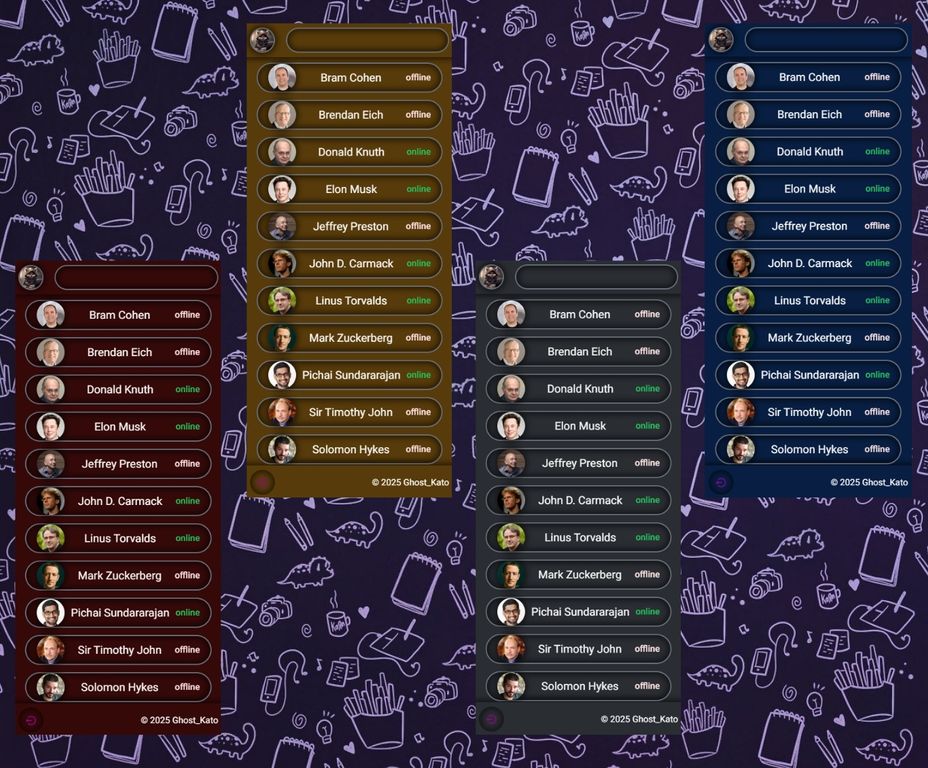 Bram Cohen offline
Brendan Eich offline
Donald Knuth online
Elon Musk online
Jeffrey Preston offline
John D. Carmack online
Linus Torvalds online
Mark Zuckerberg offline
Pichai Sundararajan online
Sir Timothy John offline
Solomon Hykes offline
© 2025 Ghost_Kato
Bram Cohen offline
Brendan Eich offline
Donald Knuth online
Elon Musk online
Jeffrey Preston offline
John D. Carmack online
Linus Torvalds online
Mark Zuckerberg offline
Pichai Sundararajan online
Sir Timothy John offline
Solomon Hykes offline
© 2025 Ghost_Kato
Bram Cohen offline
Brendan Eich offline
Donald Knuth online
Elon Musk online
Jeffrey Preston offline
John D. Carmack online
Linus Torvalds online
Mark Zuckerberg offline
Pichai Sundararajan online
Sir Timothy John offline
Solomon Hykes offline
© 2025 Ghost_Kato
Bram Cohen offline
Brendan Eich offline
Donald Knuth online
Elon Musk online
Jeffrey Preston offline
John D. Carmack online
Linus Torvalds online
Mark Zuckerberg offline
Pichai Sundararajan online
Sir Timothy John offline
Solomon Hykes offline
© 2025 Ghost_Kato